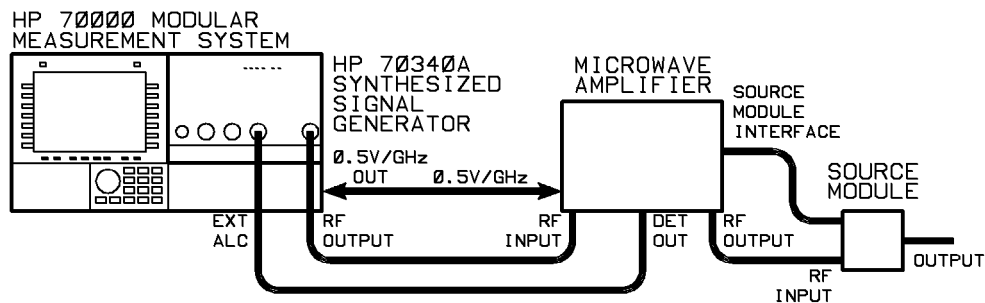 HP 70000 MODULAR
MEASUREMENT SYSTEM
HP 70340A
SYNTHESIZED
SIGNAL
GENERATOR
MICROWAVE
AMPLIFIER
SOURCE
MODULE
INTERFACE
SOURCE
MODULE
0.5V/GHz
OUT
0.5V/GHz
EXT
ALC
RF
OUTPUT
RF
INPUT
DET
OUT
RF
OUTPUT
RF
INPUT
OUTPUT